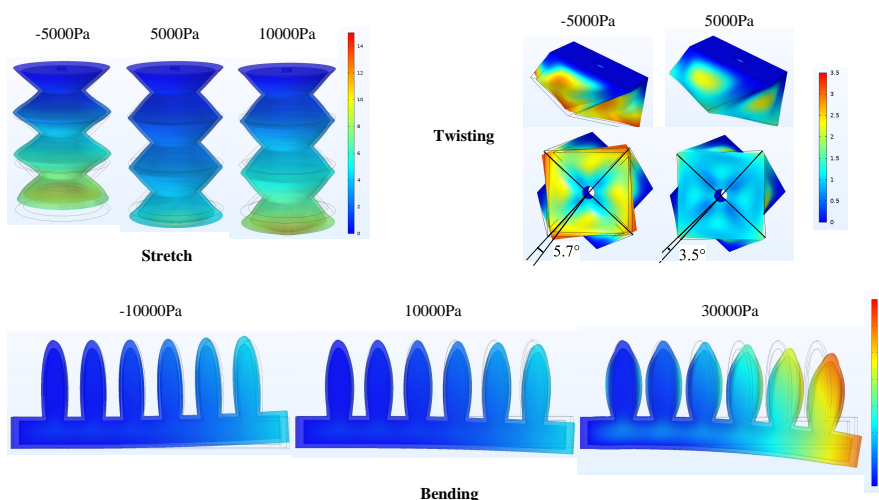 -5000Pa
5000Pa
10000Pa
14
12
10
8
6
4
2
0
Stretch
-5000Pa
5000Pa
Twisting
3.5
3
2.5
2
1.5
1
0.5
0
5.7°
3.5°
-10000Pa
10000Pa
30000Pa
Bending